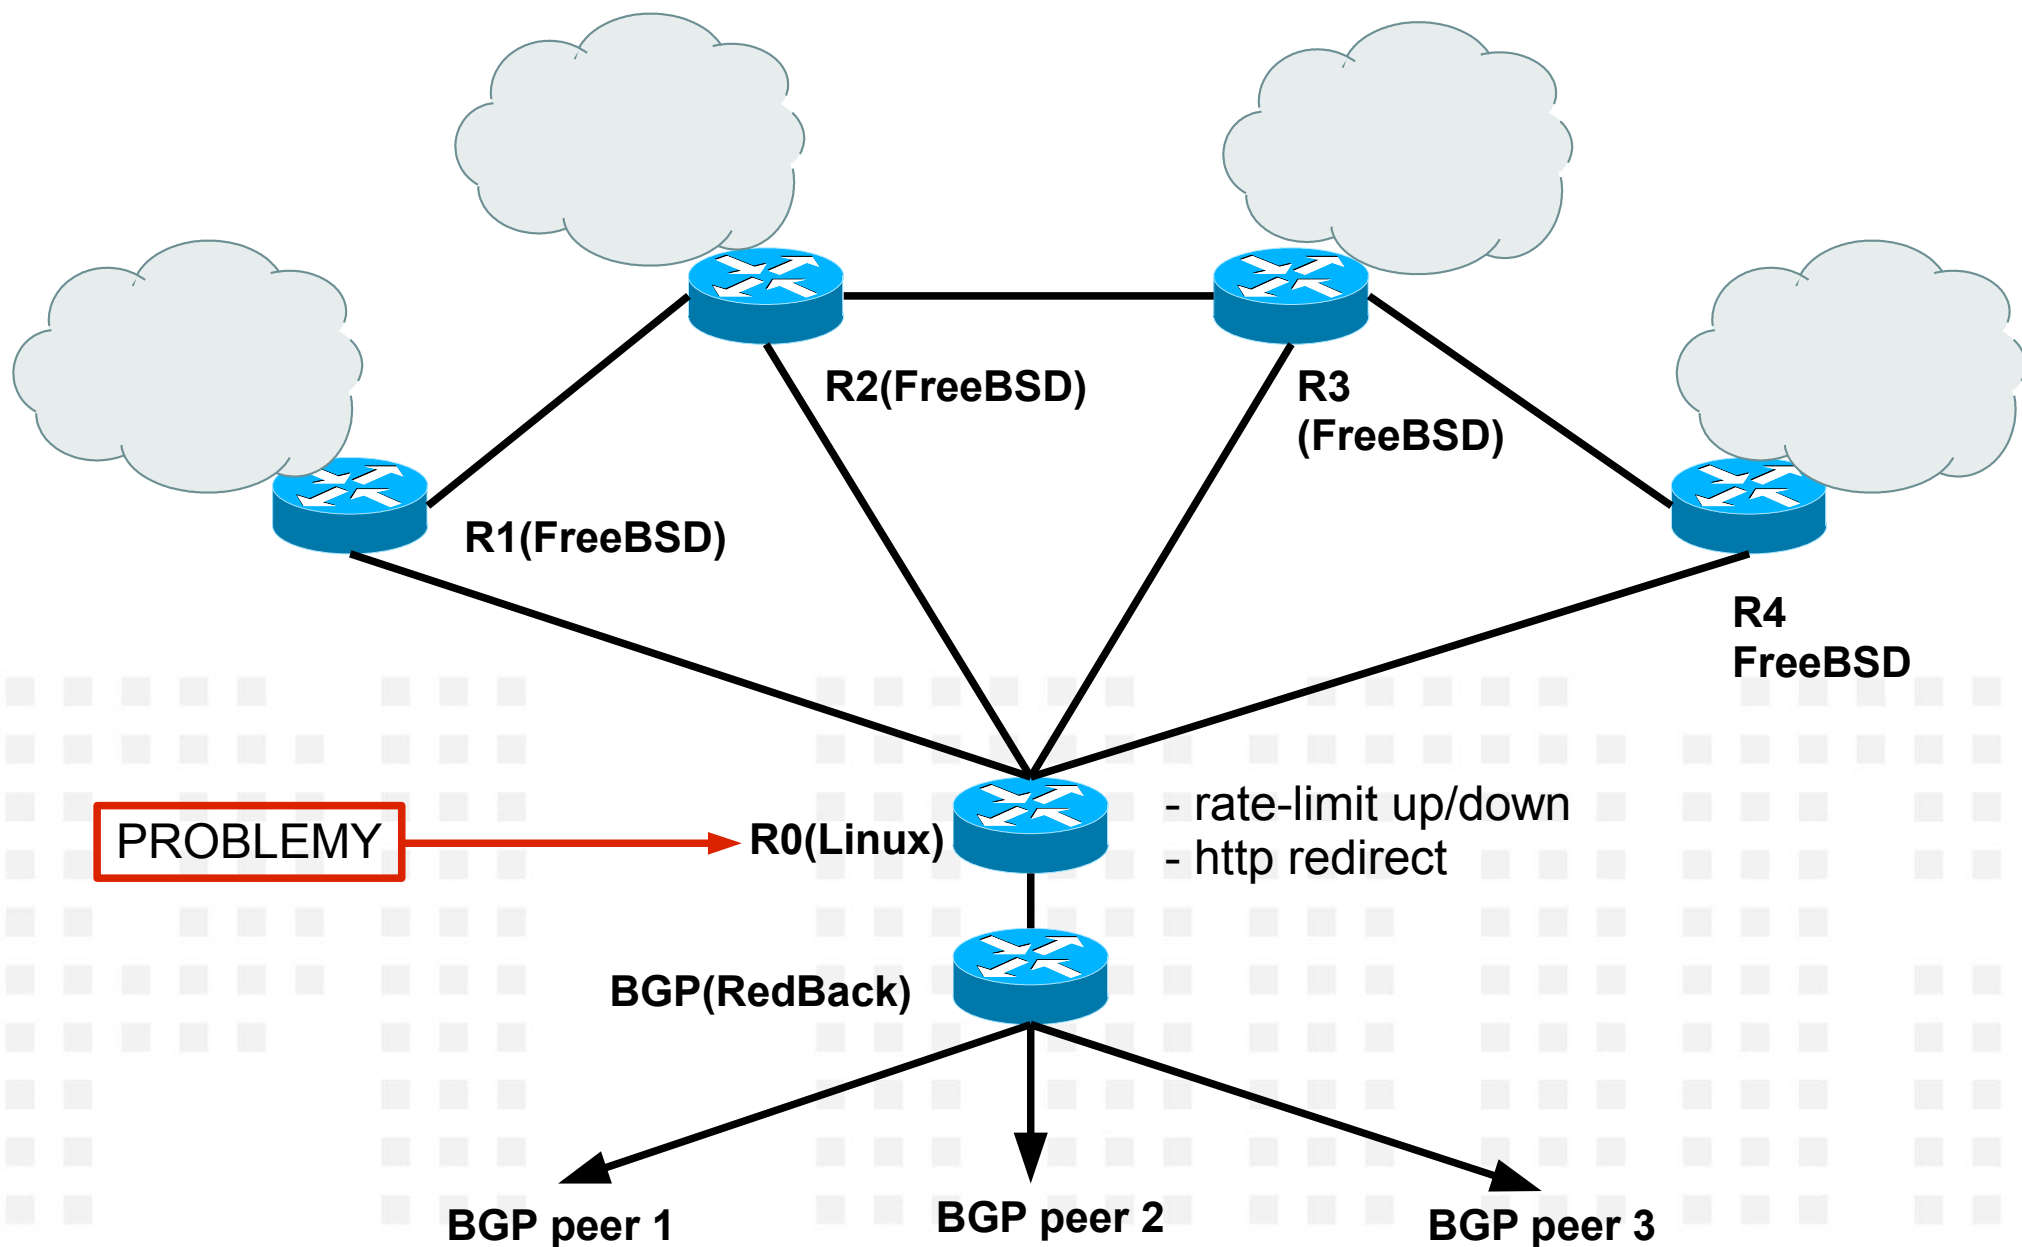 R2(FreeBSD)
R3
(FreeBSD)
R1(FreeBSD)
R4
FreeBSD
PROBLEMY
R0(Linux)
- rate-limit up/down
- http redirect
BGP(RedBack)
BGP peer 1
BGP peer 2
BGP peer 3